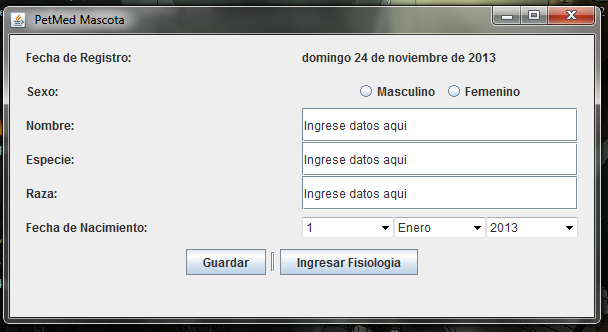 PetMed Mascota
Fecha de Registro: domingo 24 de noviembre de 2013
Sexo: Masculino Femenino
Nombre: Ingrese datos aqui
Especie: Ingrese datos aqui
Raza: Ingrese datos aqui
Fecha de Nacimiento: 1 Enero 2013
Guardar Ingresar Fisiologia